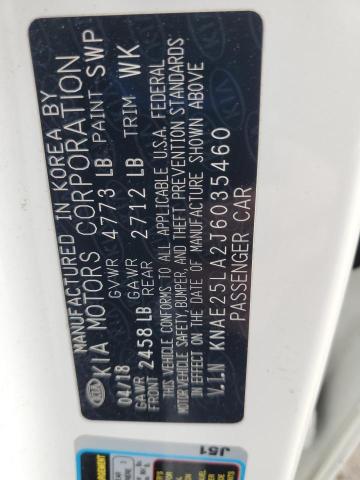 MANUFACTURED IN KOREA BY
KIA MOTORS CORPORATION
04/18 GVWR 4773 LB PAINT SWP
GAWR FRONT 2458 LB GAWR REAR 2712 LB TRIM WK
THIS VEHICLE CONFORMS TO ALL APPLICABLE U.S.A. FEDERAL
MOTOR VEHICLE SAFETY, BUMPER, AND THEFT PREVENTION STANDARDS
IN EFFECT ON THE DATE OF MANUFACTURE SHOWN ABOVE
V.I.N KNAE25LA2J6035460
PASSENGER CAR
KIA
J51